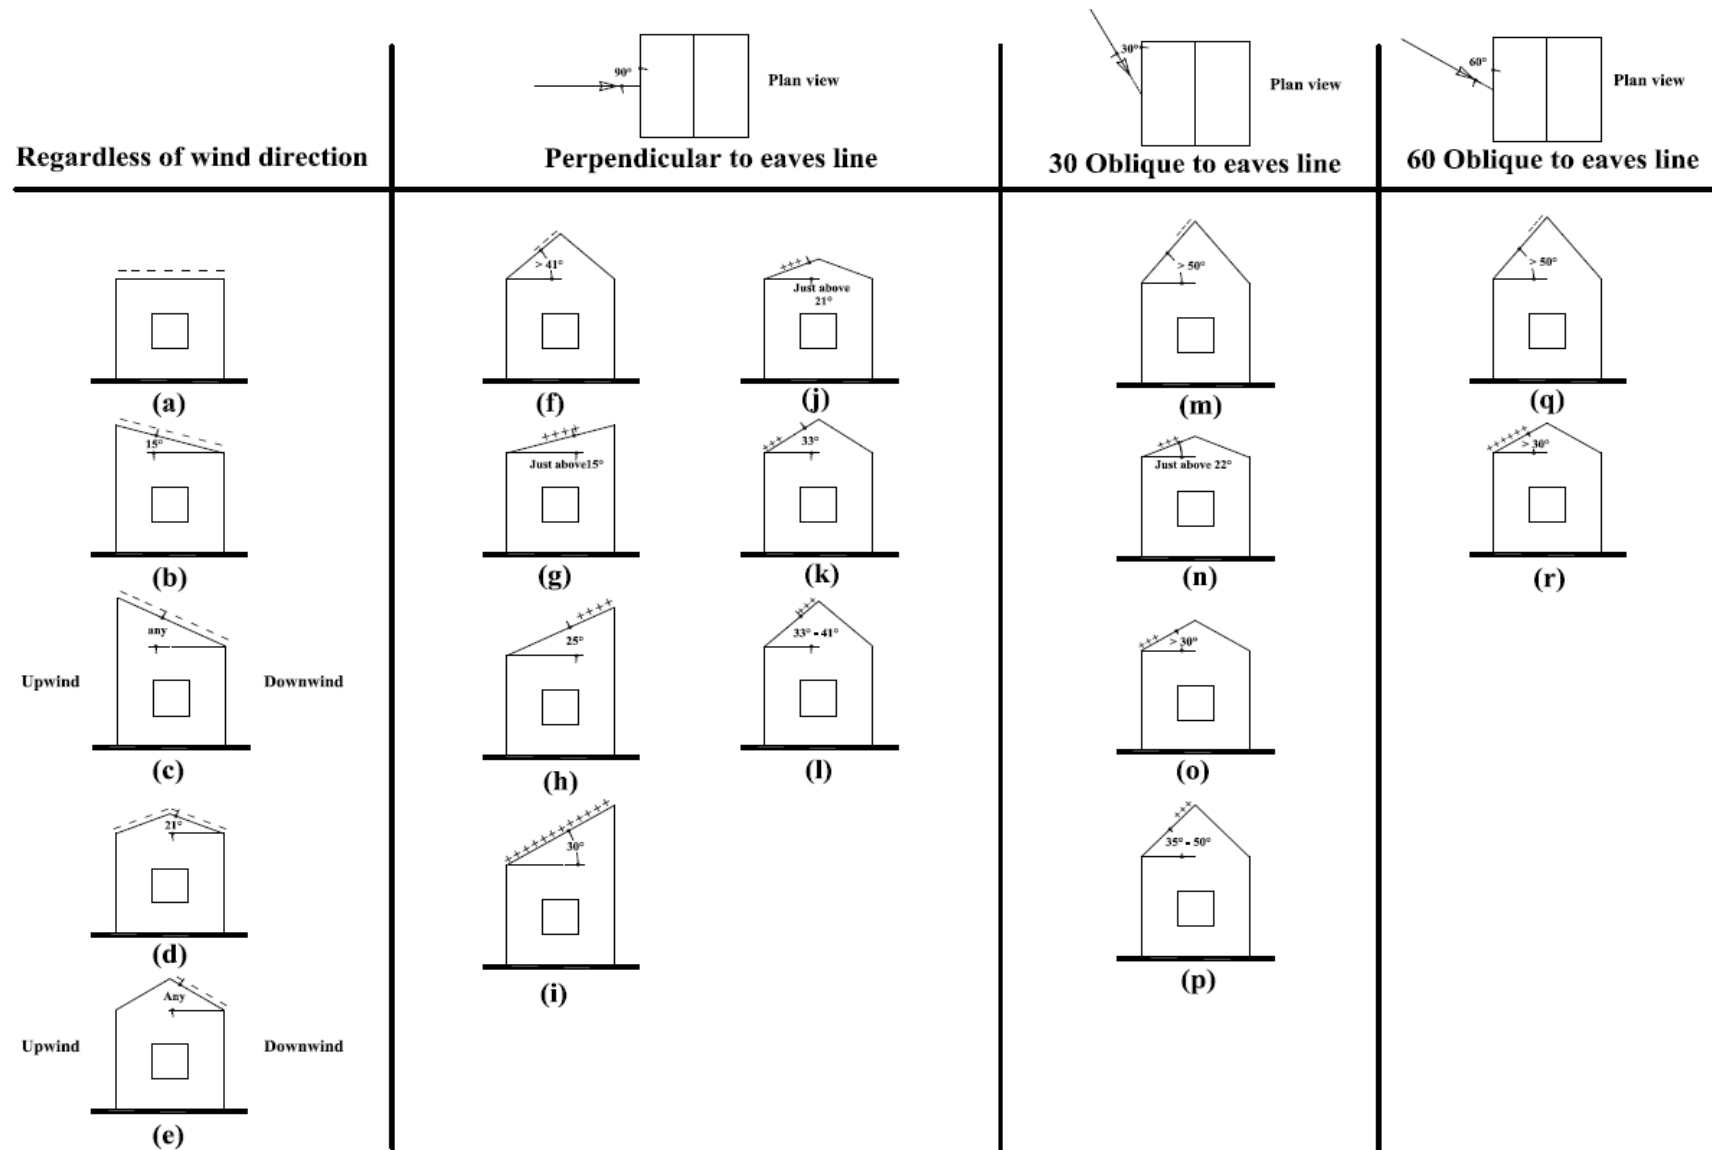 90°
Plan view
30°
Plan view
60°
Plan view
Regardless of wind direction
Perpendicular to eaves line
30 Oblique to eaves line
60 Oblique to eaves line
(a)
15°
(b)
any
Upwind
Downwind
(c)
21°
(d)
Any
Upwind
Downwind
(e)
> 41°
(f)
Just above15°
(g)
25°
(h)
30°
(i)
Just above
21°
(j)
33°
(k)
33° - 41°
(l)
> 50°
(m)
Just above 22°
(n)
> 30°
(o)
35° - 50°
(p)
> 50°
(q)
> 30°
(r)